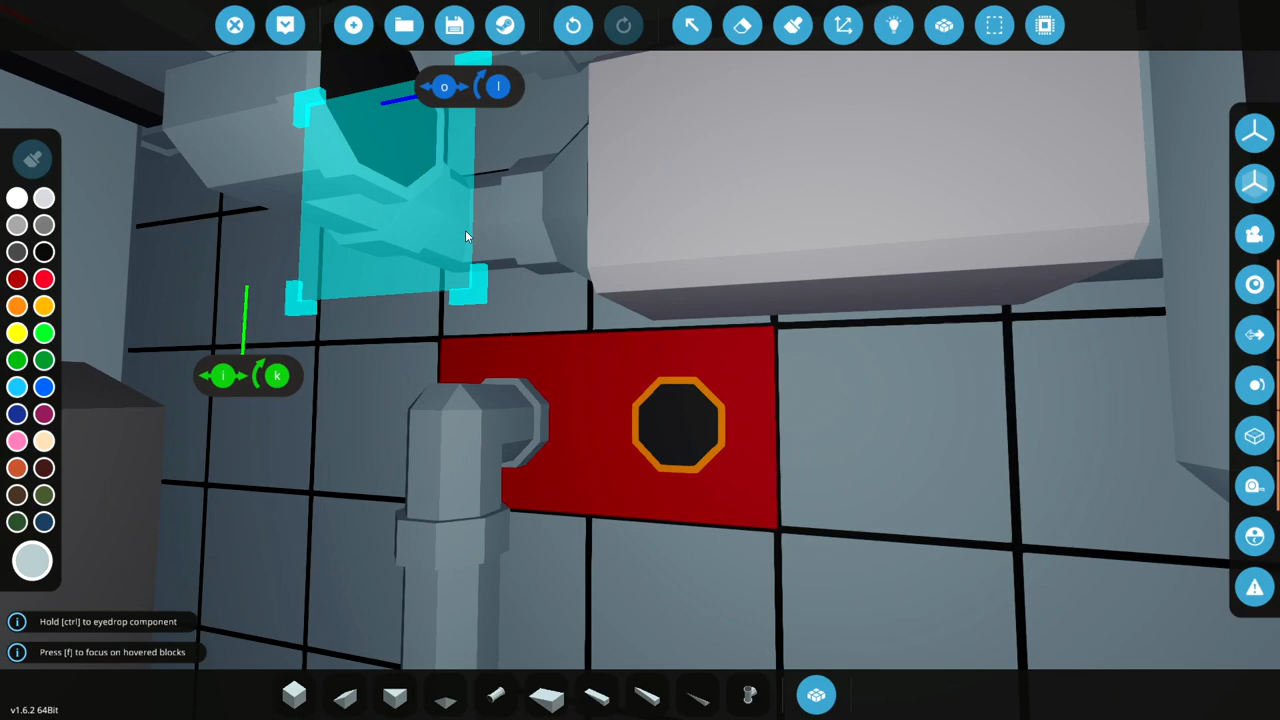 o l
i k
Hold [ctrl] to eyedrop component
Press [f] to focus on hovered blocks
v1.6.2 64Bit